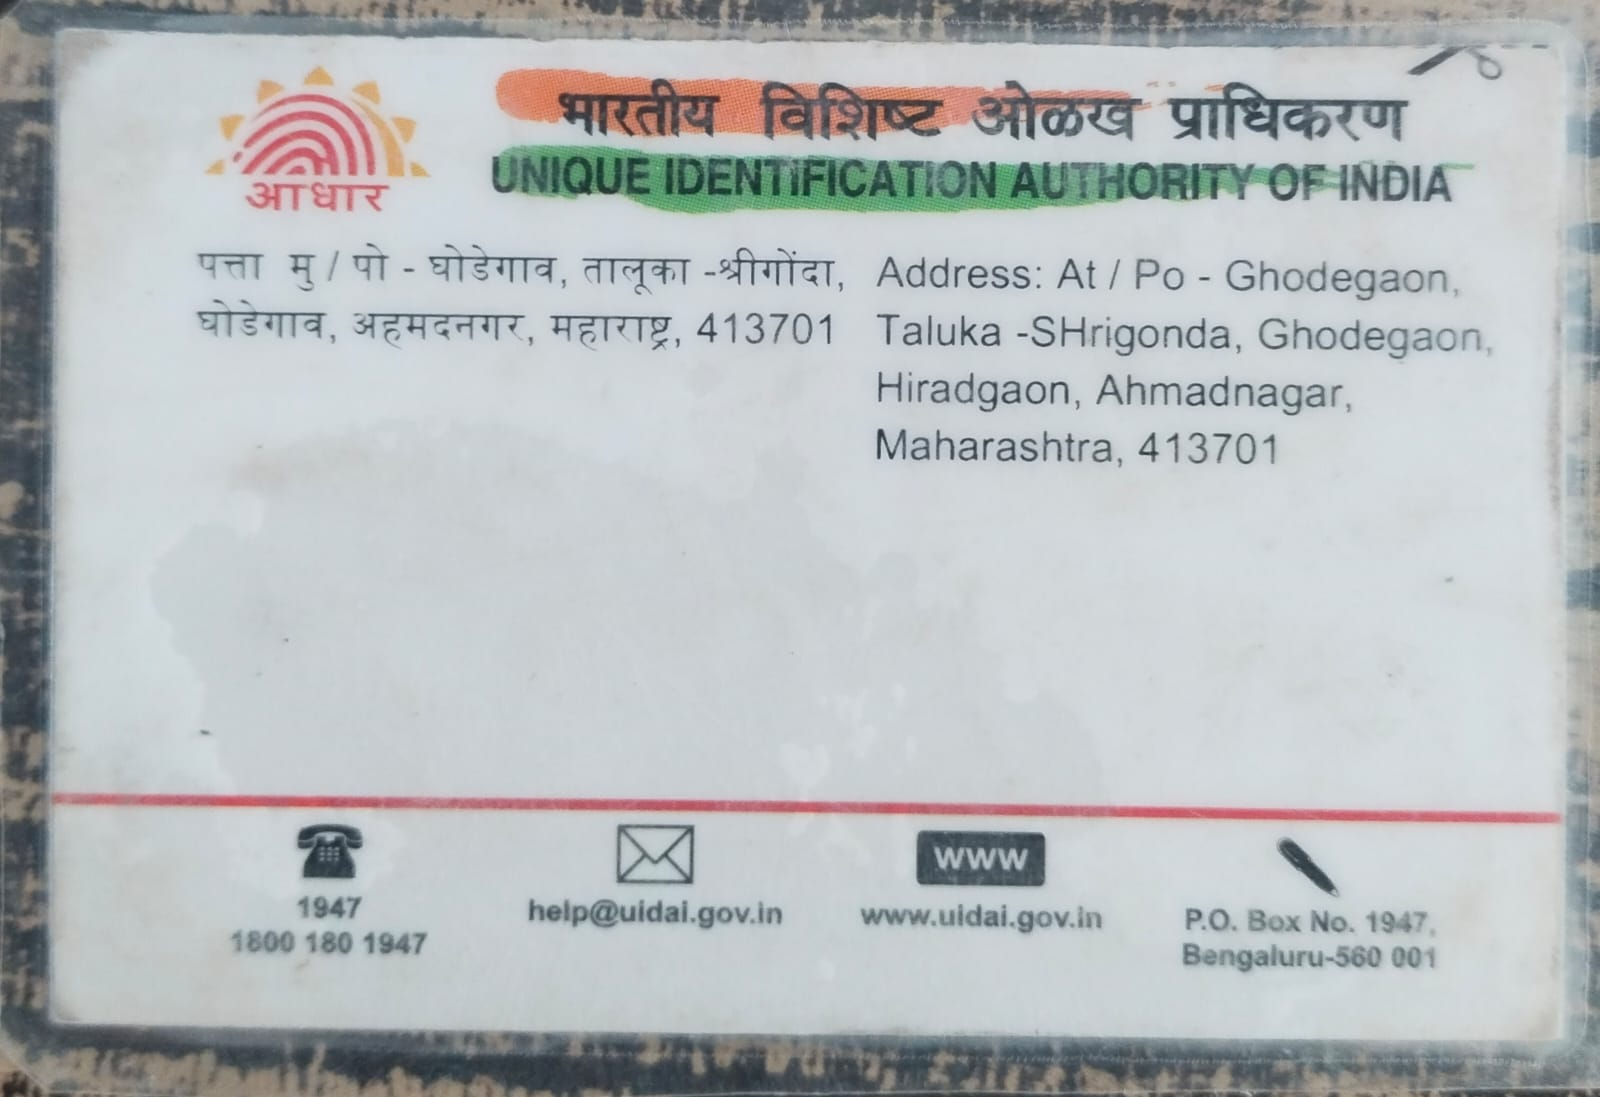 भारतीय विशिष्ट ओळख प्राधिकरण
UNIQUE IDENTIFICATION AUTHORITY OF INDIA
आधार
पत्ता मु / पो - घोडेगाव, तालूका -श्रीगोंदा,
घोडेगाव, अहमदनगर, महाराष्ट्र, 413701
Address: At / Po - Ghodegaon,
Taluka -SHrigonda, Ghodegaon,
Hiradgaon, Ahmadnagar,
Maharashtra, 413701
1947
1800 180 1947
help@uidai.gov.in
www
www.uidai.gov.in
P.O. Box No. 1947,
Bengaluru-560 001